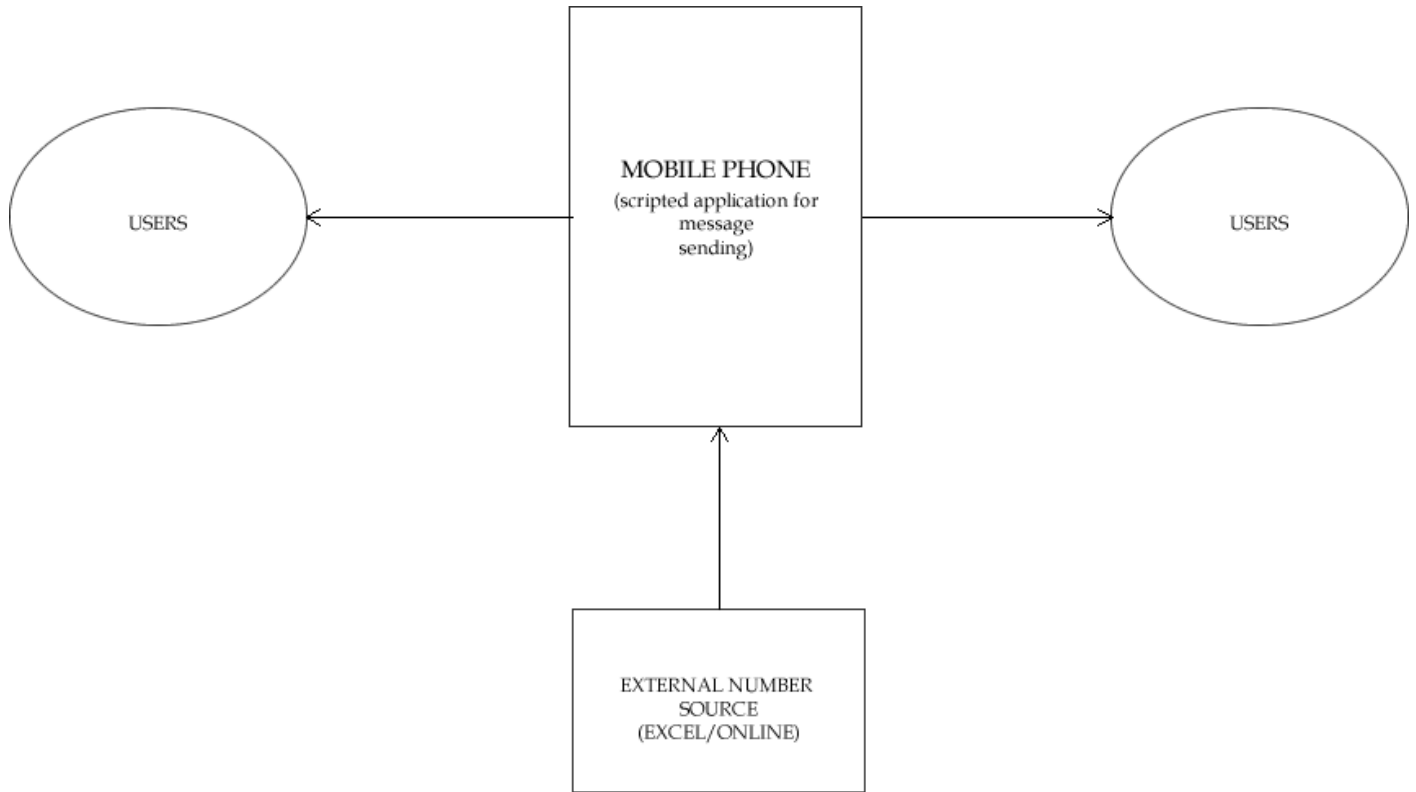 MOBILE PHONE
(scripted application for
message
sending)
USERS
USERS
EXTERNAL NUMBER
SOURCE
(EXCEL/ONLINE)